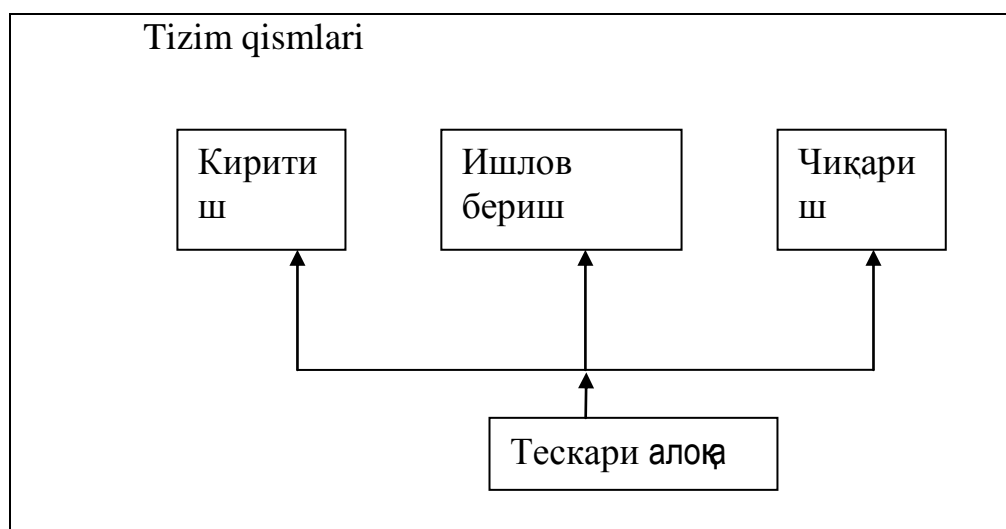 Tizim qismlari
Кирити
ш
Ишлов
бериш
Чиқари
ш
Тескари алоқа